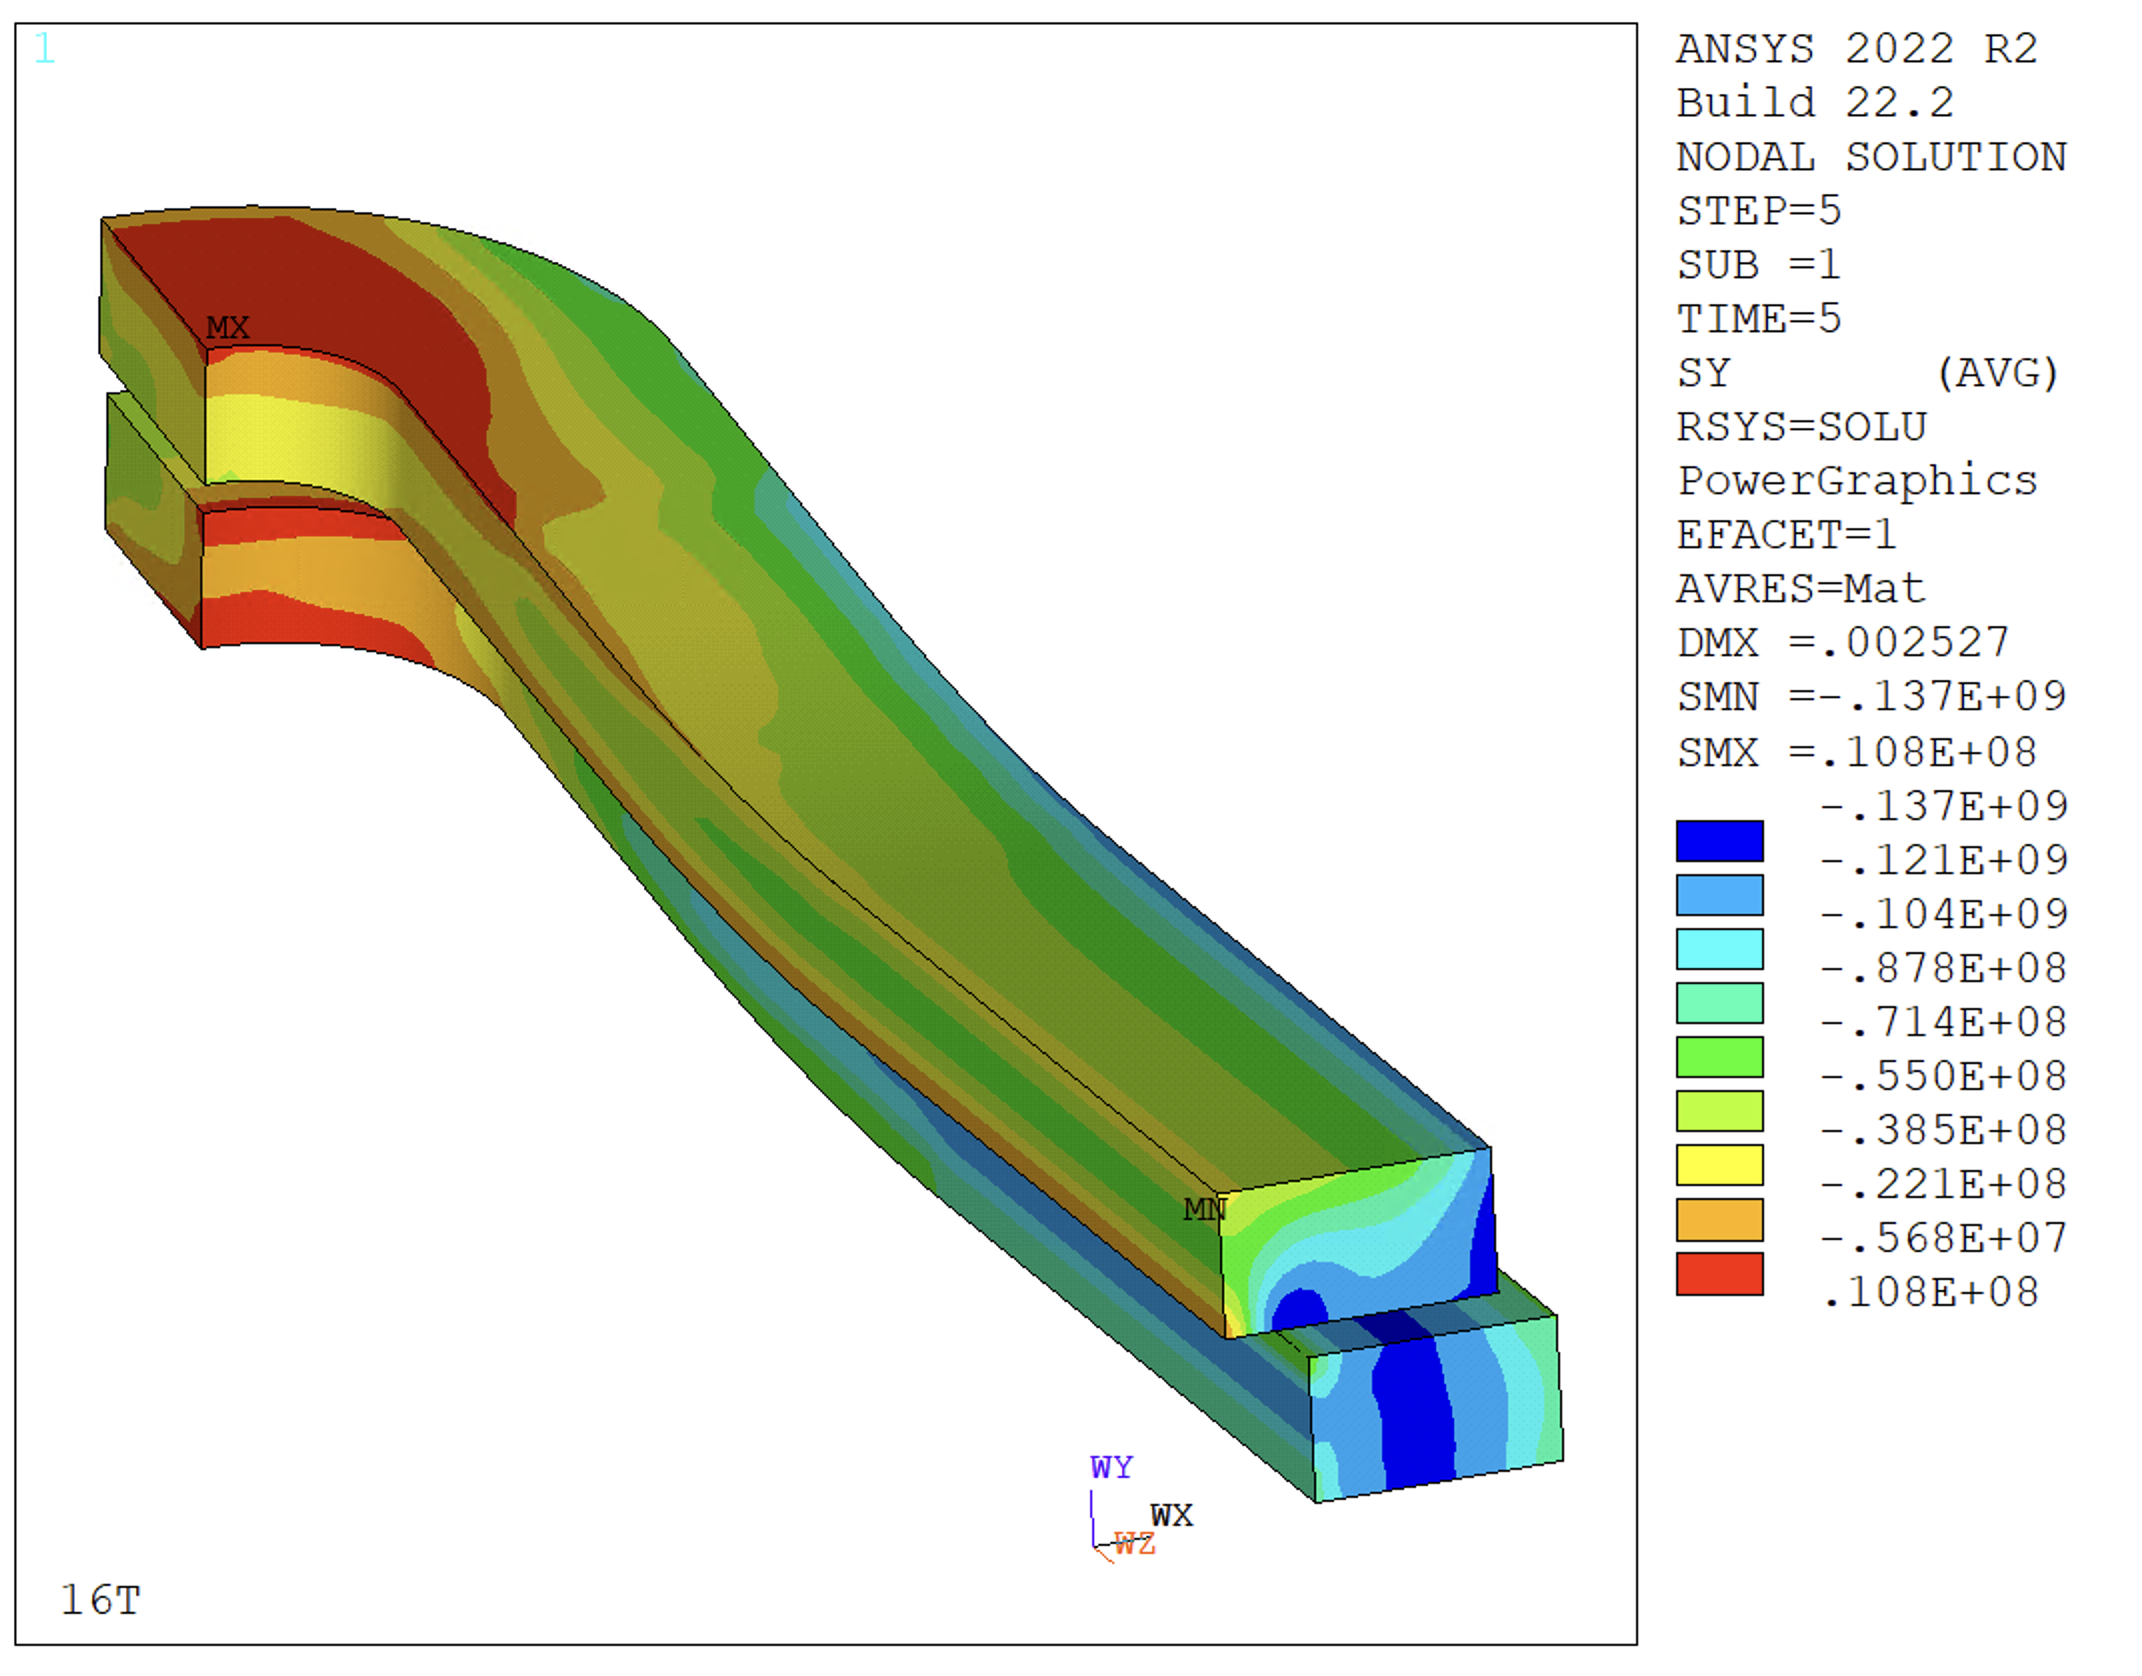 1
MX
MN
WY
WX
WZ
16T
ANSYS 2022 R2
Build 22.2
NODAL SOLUTION
STEP=5
SUB =1
TIME=5
SY (AVG)
RSYS=SOLU
PowerGraphics
EFACET=1
AVRES=Mat
DMX =.002527
SMN =-.137E+09
SMX =.108E+08
-.137E+09
-.121E+09
-.104E+09
-.878E+08
-.714E+08
-.550E+08
-.385E+08
-.221E+08
-.568E+07
.108E+08